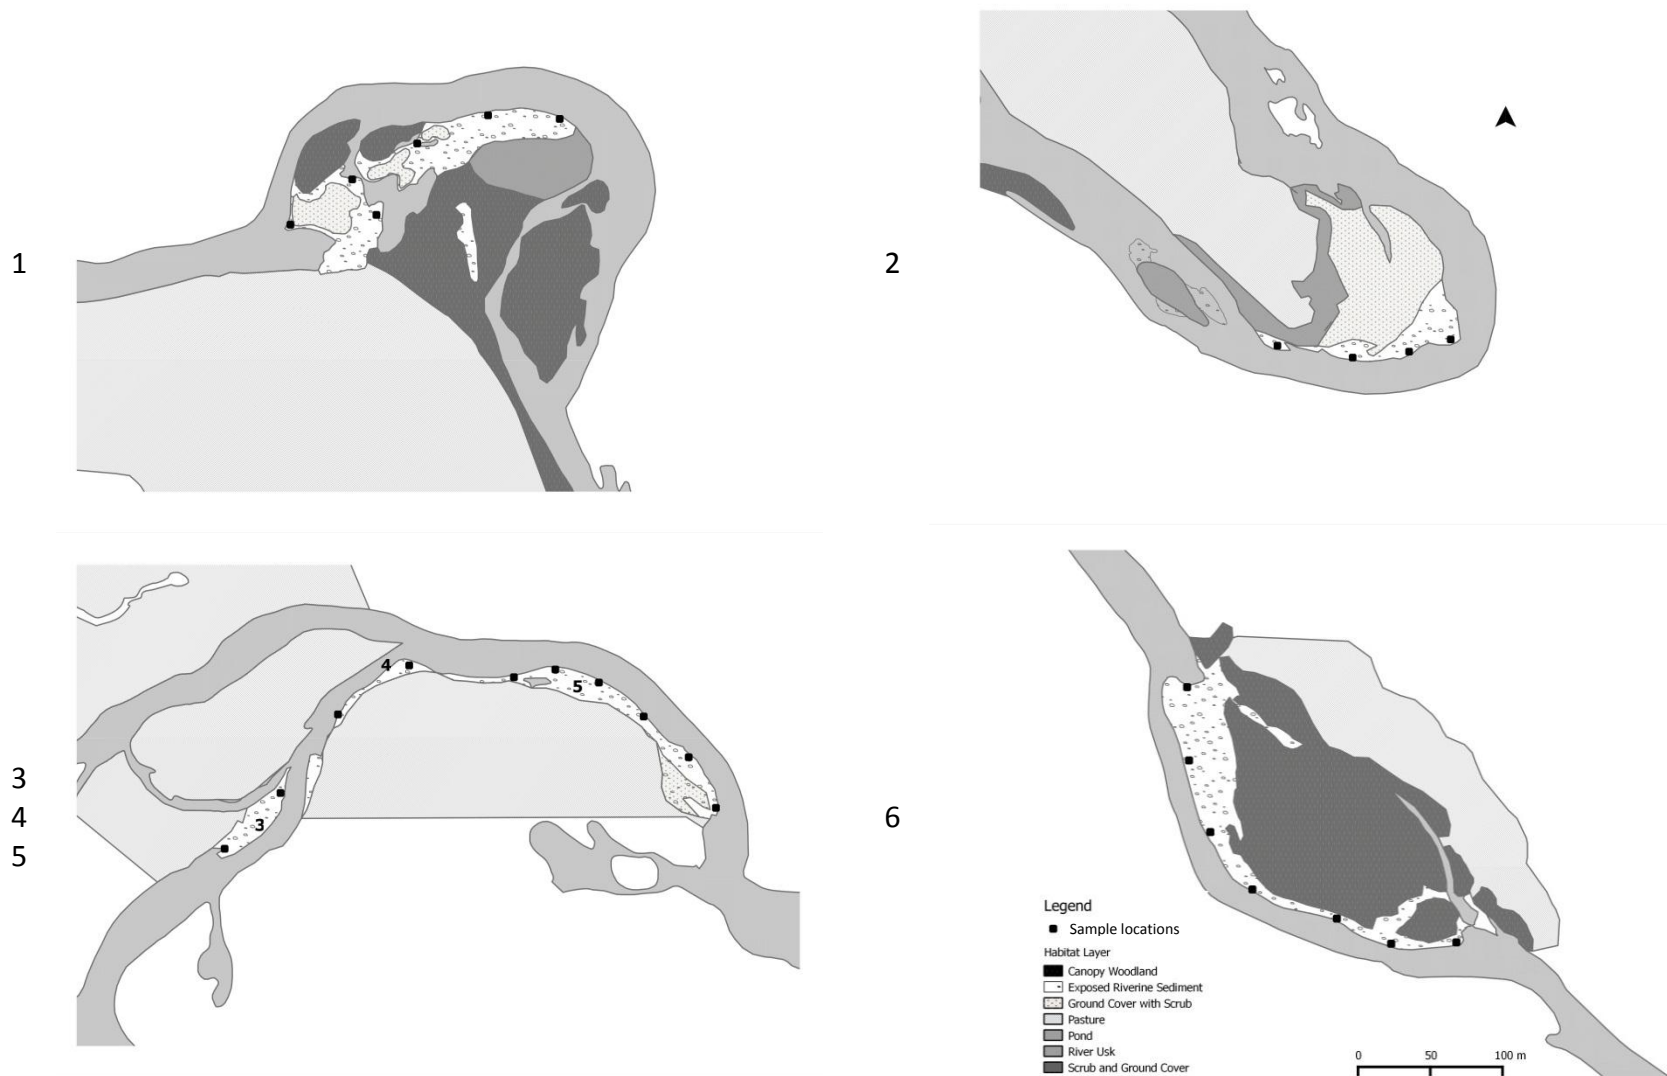 1
2
4
5
3
3
4
5
6
Legend
Sample locations
Habitat Layer
Canopy Woodland
Exposed Riverine Sediment
Ground Cover with Scrub
Pasture
Pond
River Usk
Scrub and Ground Cover
0 50 100 m